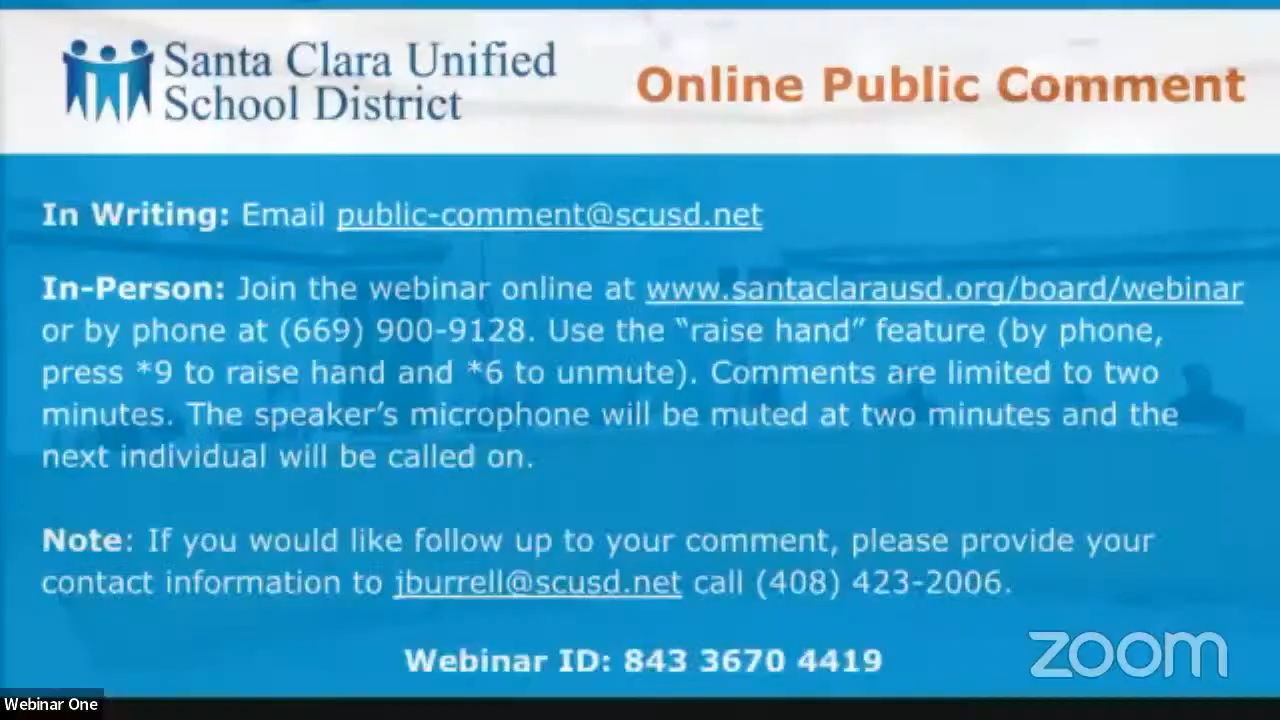 Santa Clara Unified
School District
Online Public Comment
In Writing: Email public-comment@scusd.net
In-Person: Join the webinar online at www.santaclarausd.org/board/webinar
or by phone at (669) 900-9128. Use the “raise hand” feature (by phone,
press *9 to raise hand and *6 to unmute). Comments are limited to two
minutes. The speaker’s microphone will be muted at two minutes and the
next individual will be called on.
Note: If you would like follow up to your comment, please provide your
contact information to jburrell@scusd.net call (408) 423-2006.
Webinar ID: 843 3670 4419
zoom
Webinar One